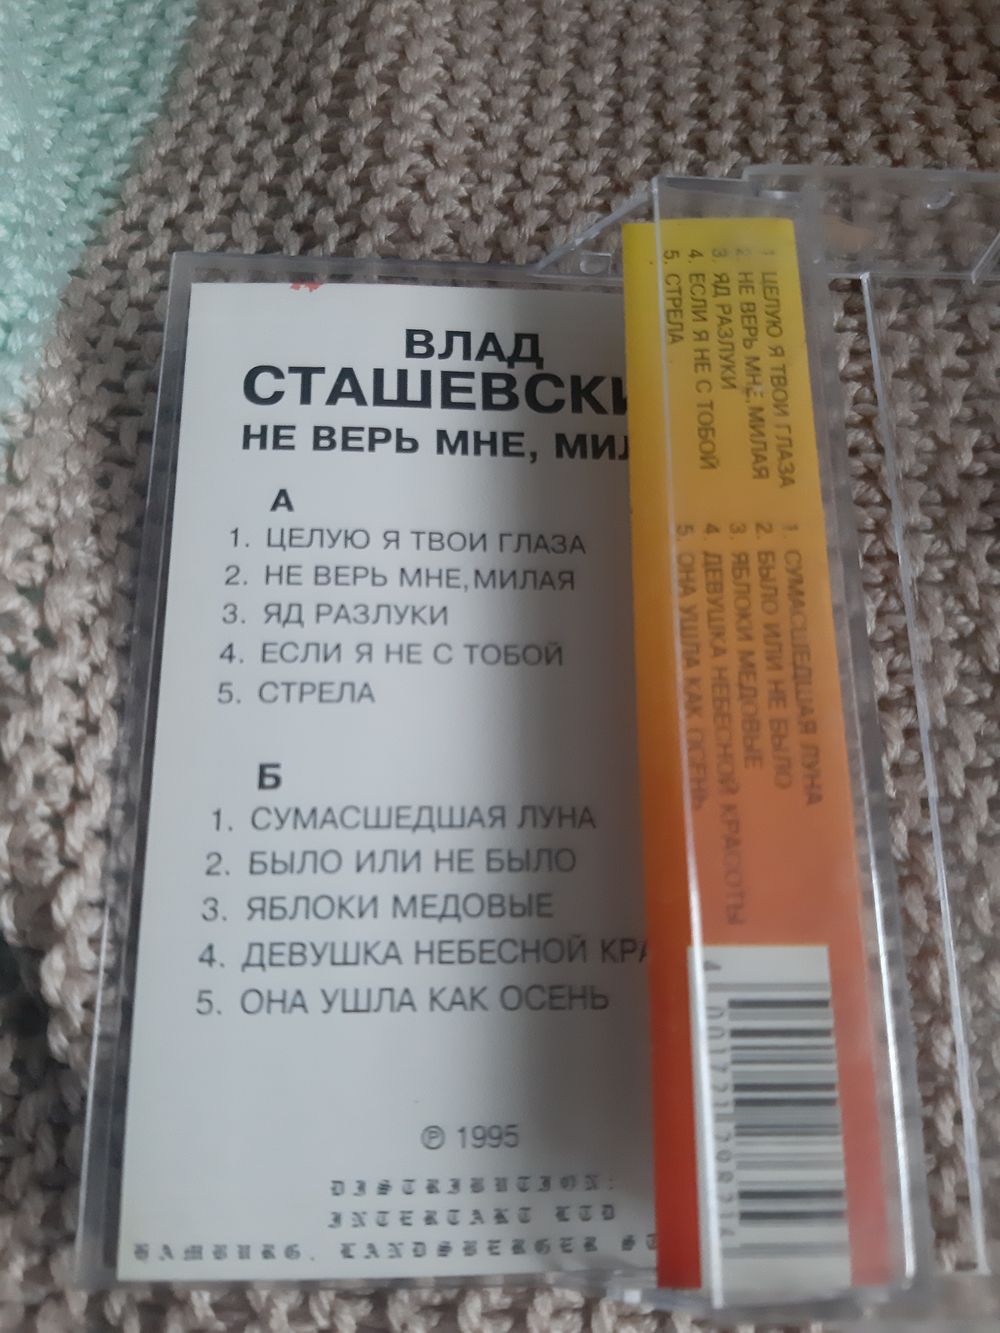 ВЛАД
СТАШЕВСКИ
НЕ ВЕРЬ МНЕ, МИЛ
А
1. ЦЕЛУЮ Я ТВОИ ГЛАЗА
2. НЕ ВЕРЬ МНЕ, МИЛАЯ
3. ЯД РАЗЛУКИ
4. ЕСЛИ Я НЕ С ТОБОЙ
5. СТРЕЛА
Б
1. СУМАСШЕДШАЯ ЛУНА
2. БЫЛО ИЛИ НЕ БЫЛО
3. ЯБЛОКИ МЕДОВЫЕ
4. ДЕВУШКА НЕБЕСНОЙ КРА
5. ОНА УШЛА КАК ОСЕНЬ
℗ 1995
DISTRIBUTION:
INTERTAKT LTD
HAMBURG. LANDSBERGER ST
1. ЦЕЛУЮ Я ТВОИ ГЛАЗА
2. НЕ ВЕРЬ МНЕ, МИЛАЯ
3. ЯД РАЗЛУКИ
4. ЕСЛИ Я НЕ С ТОБОЙ
5. СТРЕЛА
1. СУМАСШЕДШАЯ ЛУНА
2. БЫЛО ИЛИ НЕ БЫЛО
3. ЯБЛОКИ МЕДОВЫЕ
4. ДЕВУШКА НЕБЕСНОЙ КРАСОТЫ
5. ОНА УШЛА КАК ОСЕНЬ